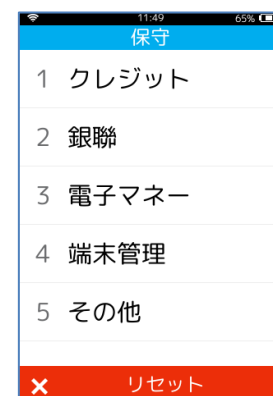 11:49 65%
保守
1 クレジット
2 銀聯
3 電子マネー
4 端末管理
5 その他
× リセット